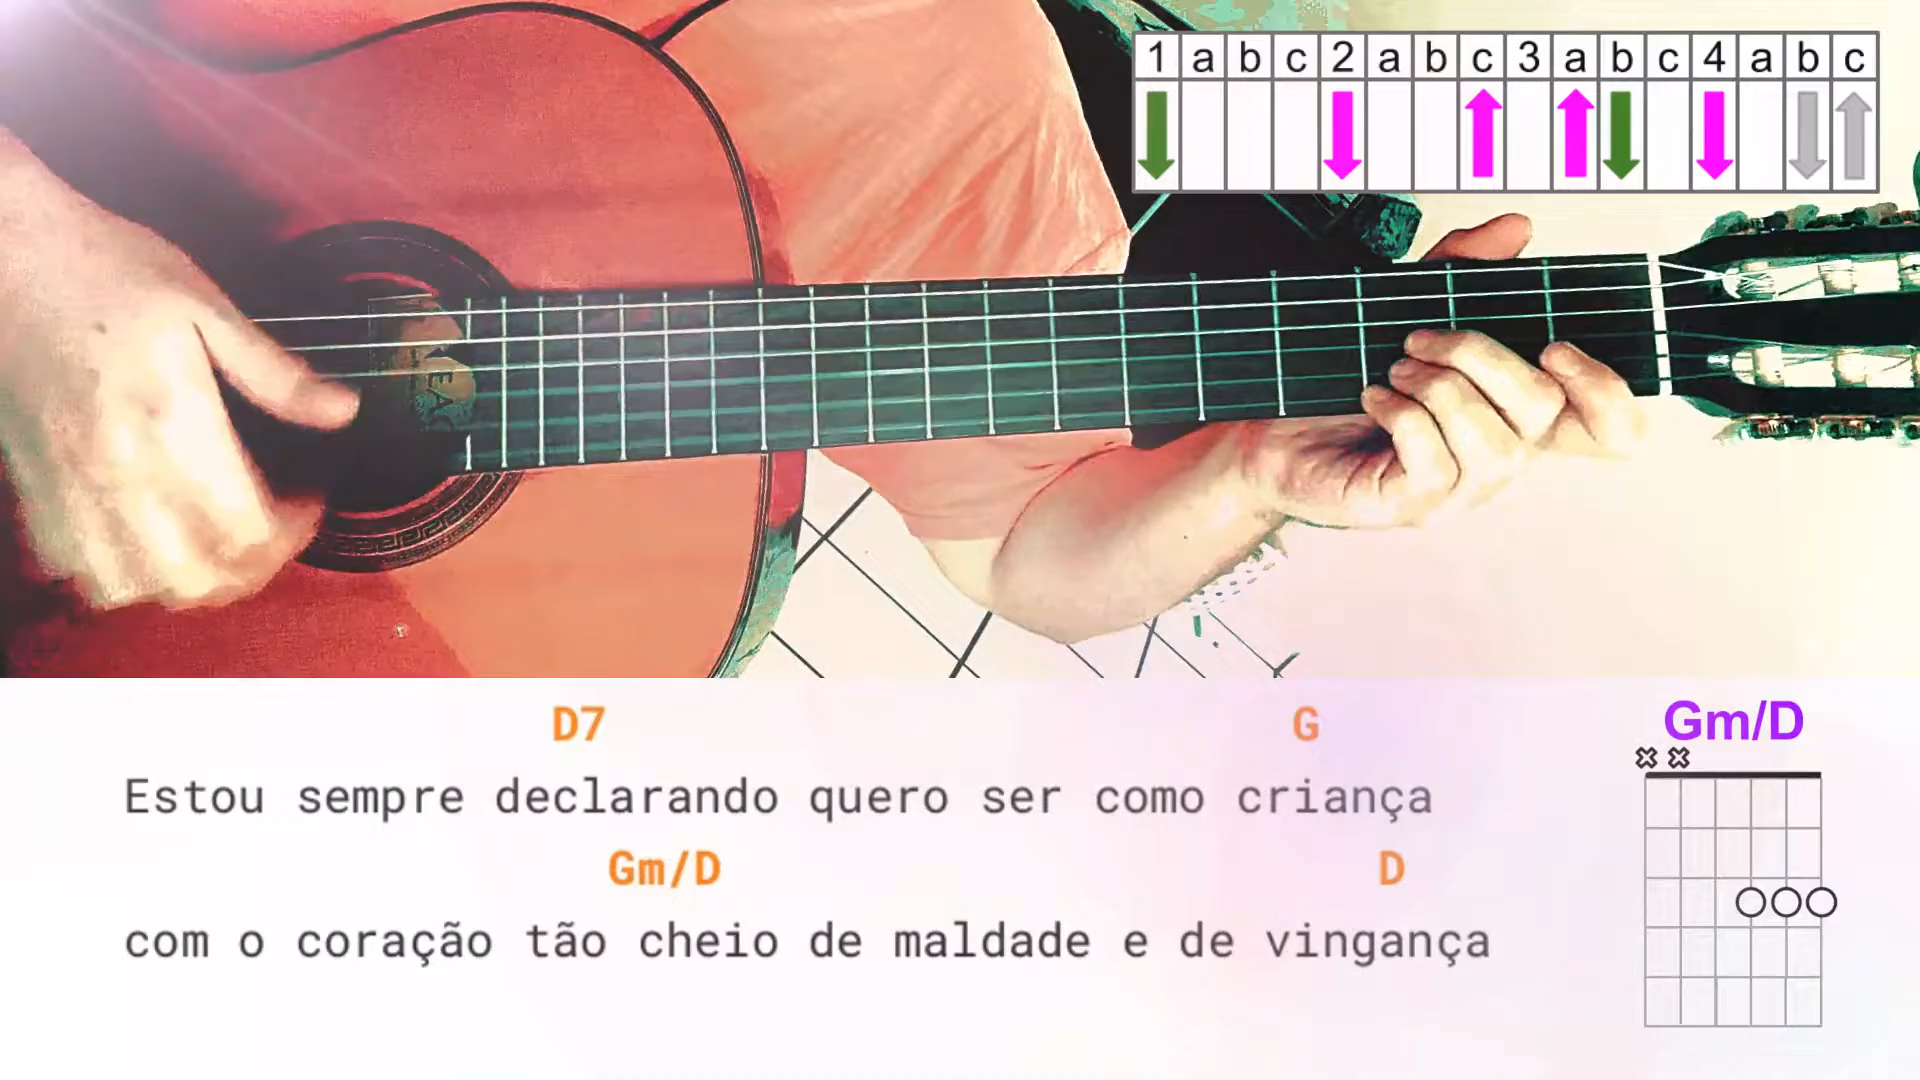 1 a b c 2 a b c 3 a b c 4 a b c
D7 G
Estou sempre declarando quero ser como criança
Gm/D D
com o coração tão cheio de maldade e de vingança
Gm/D